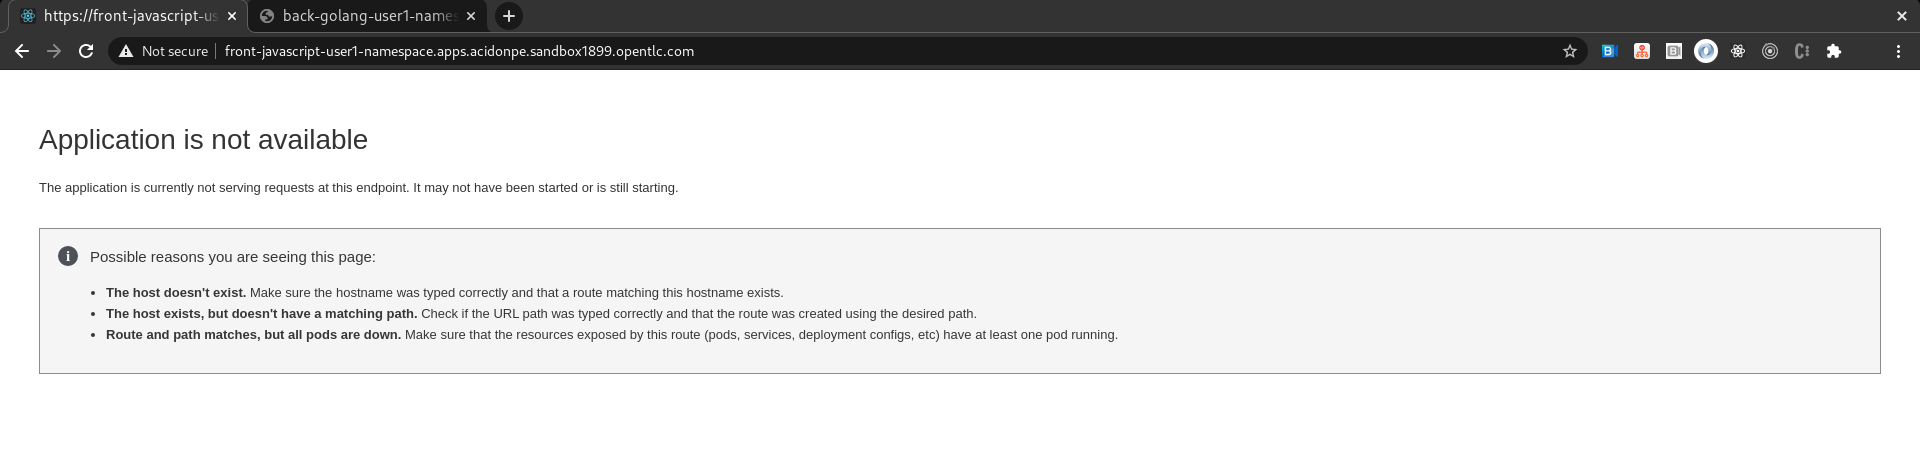 https://front-javascript-us
back-golang-user1-names
Not secure front-javascript-user1-namespace.apps.acidonpe.sandbox1899.opentlc.com
Application is not available
The application is currently not serving requests at this endpoint. It may not have been started or is still starting.
Possible reasons you are seeing this page:
• The host doesn't exist. Make sure the hostname was typed correctly and that a route matching this hostname exists.
• The host exists, but doesn't have a matching path. Check if the URL path was typed correctly and that the route was created using the desired path.
• Route and path matches, but all pods are down. Make sure that the resources exposed by this route (pods, services, deployment configs, etc) have at least one pod running.